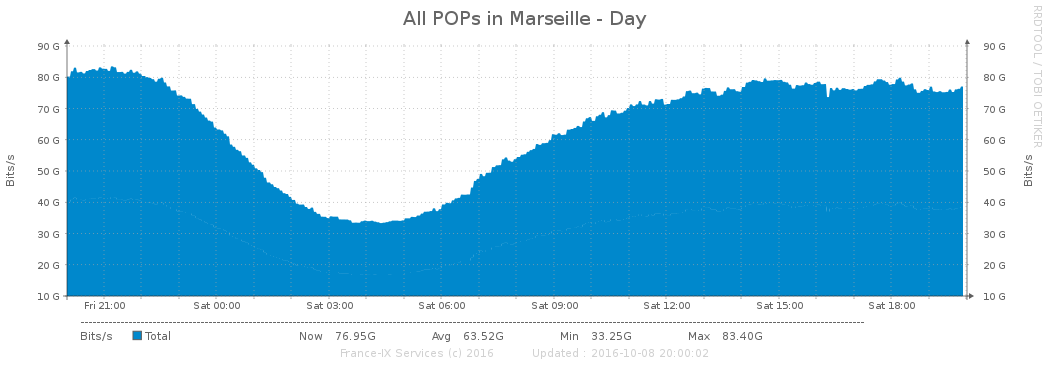 All POPs in Marseille - Day
RRDTOOL / TOBI OETIKER
90 G 90 G
80 G 80 G
70 G 70 G
60 G 60 G
50 G 50 G
40 G 40 G
30 G 30 G
20 G 20 G
10 G 10 G
Bits/s
Bits/s
Fri 21:00 Sat 00:00 Sat 03:00 Sat 06:00 Sat 09:00 Sat 12:00 Sat 15:00 Sat 18:00
Bits/s Total Now 76.95G Avg 63.52G Min 33.25G Max 83.40G
France-IX Services (c) 2016 Updated : 2016-10-08 20:00:02